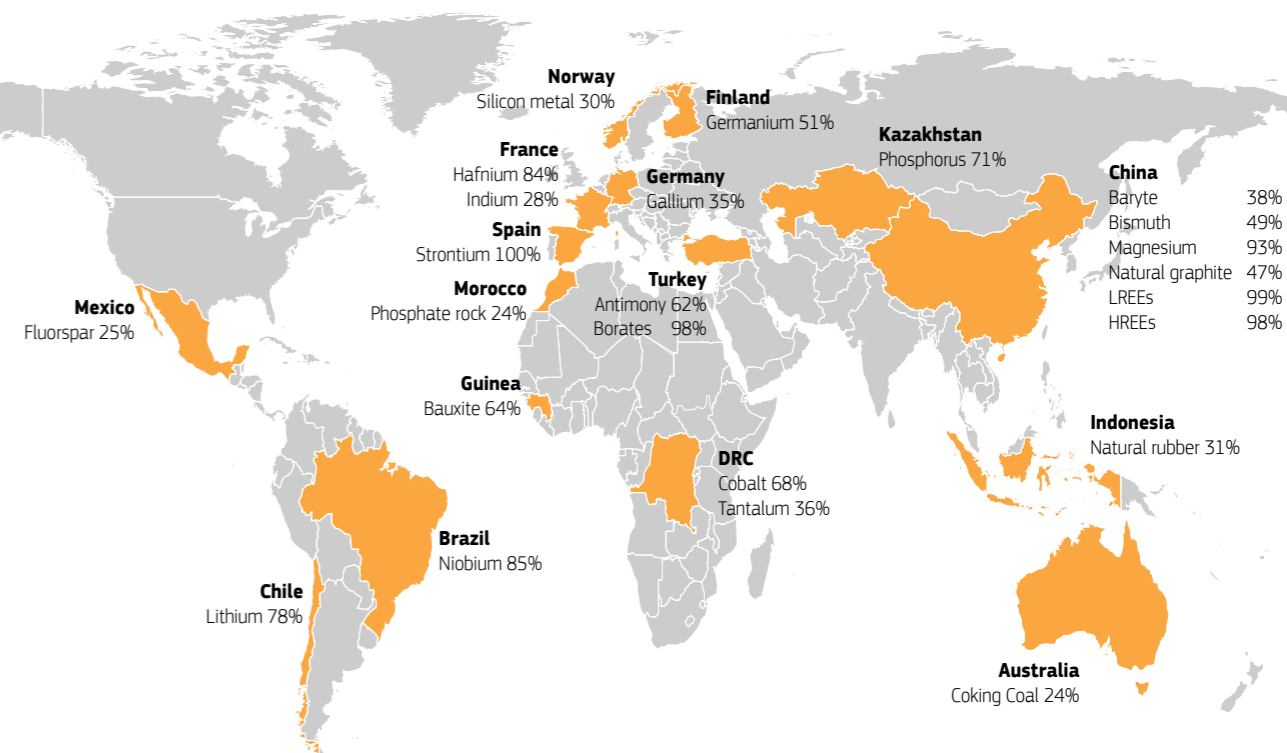 Norway
Silicon metal 30%
Finland
Germanium 51%
France
Hafnium 84%
Indium 28%
Germany
Gallium 35%
Kazakhstan
Phosphorus 71%
China
Baryte 38%
Bismuth 49%
Magnesium 93%
Natural graphite 47%
LREEs 99%
HREEs 98%
Spain
Strontium 100%
Morocco
Phosphate rock 24%
Turkey
Antimony 62%
Borates 98%
Mexico
Fluorspar 25%
Guinea
Bauxite 64%
DRC
Cobalt 68%
Tantalum 36%
Indonesia
Natural rubber 31%
Brazil
Niobium 85%
Chile
Lithium 78%
Australia
Coking Coal 24%